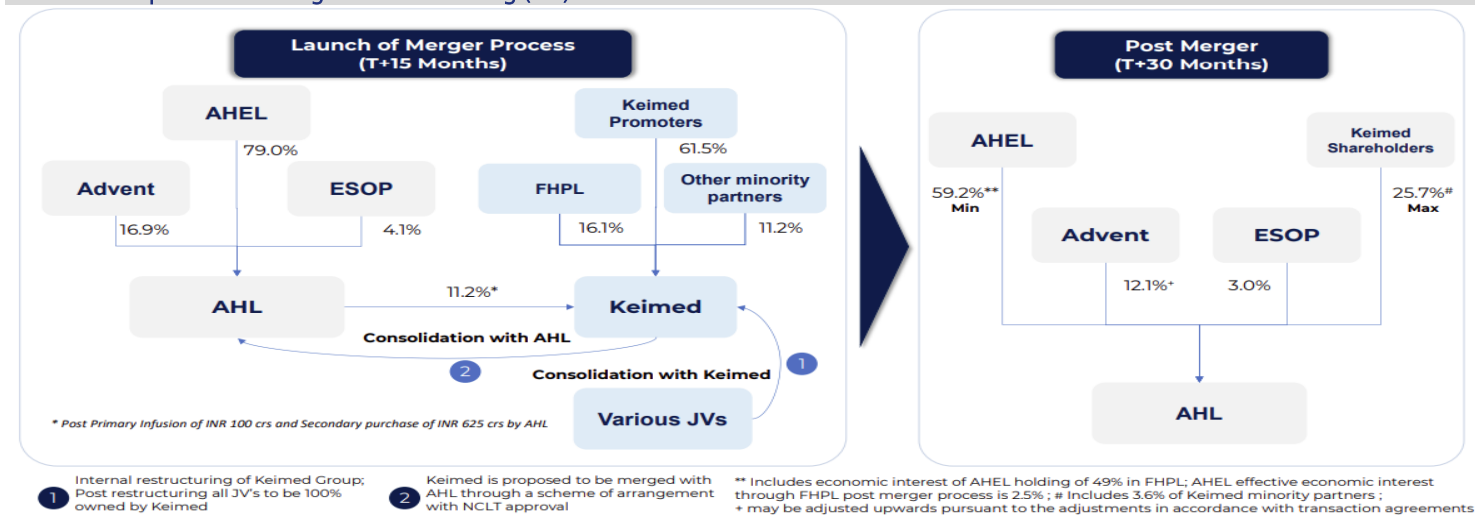 Launch of Merger Process
(T+15 Months)
AHEL
79.0%
Advent
16.9%
ESOP
4.1%
AHL
Keimed
Promoters
61.5%
FHPL
16.1%
Other minority
partners
11.2%
11.2%*
Keimed
Consolidation with AHL
2
Consolidation with Keimed
1
Various JVs
* Post Primary Infusion of INR 100 crs and Secondary purchase of INR 625 crs by AHL
Post Merger
(T+30 Months)
AHEL
59.2%**
Min
Keimed
Shareholders
25.7%#
Max
Advent
12.1%+
ESOP
3.0%
AHL
1
Internal restructuring of Keimed Group;
Post restructuring all JV's to be 100%
owned by Keimed
2
Keimed is proposed to be merged with
AHL through a scheme of arrangement
with NCLT approval
** Includes economic interest of AHEL holding of 49% in FHPL; AHEL effective economic interest
through FHPL post merger process is 2.5% ; # Includes 3.6% of Keimed minority partners ;
+ may be adjusted upwards pursuant to the adjustments in accordance with transaction agreements